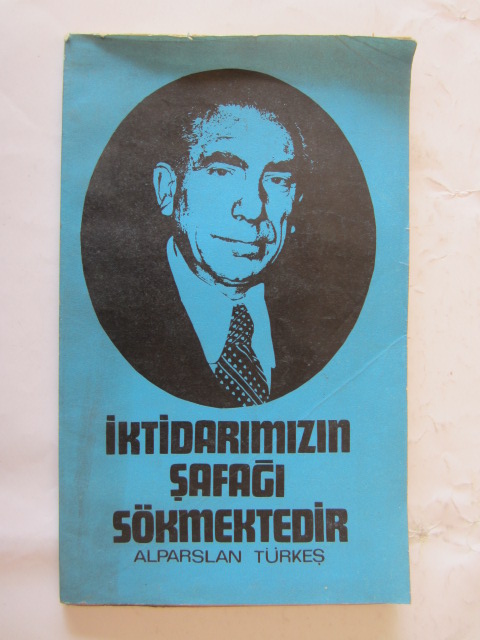 İKTİDARIMIZIN
ŞAFAĞI
SÖKMEKTEDİR
ALPARSLAN TÜRKEŞ